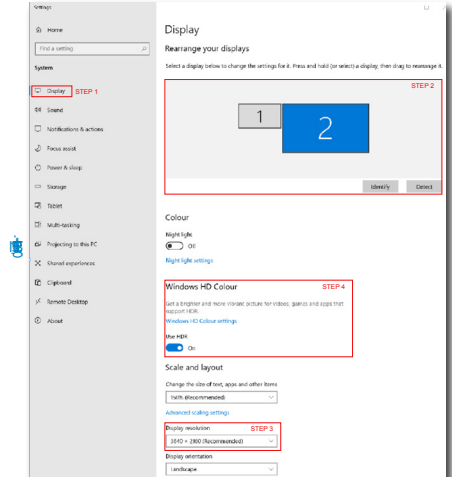 Settings
Home
Find a setting
System
Display STEP 1
Sound
Notifications & actions
Focus assist
Power & sleep
Storage
Tablet
Multi-tasking
Projecting to this PC
Shared experiences
Clipboard
Remote Desktop
About
Display
Rearrange your displays
Select a display below to change the settings for it. Press and hold (or select) a display, then drag to rearrange it.
STEP 2
1 2
Identify Detect
Colour
Night light
Off
Night light settings
Windows HD Colour STEP 4
Get a brighter and more vibrant picture for videos, games and apps that
support HDR.
Windows HD Colour settings
Use HDR
On
Scale and layout
Change the size of text, apps and other items
(Recommended)
Advanced scaling settings
Display resolution STEP 3
3840 × 2160 (Recommended)
Display orientation
Landscape